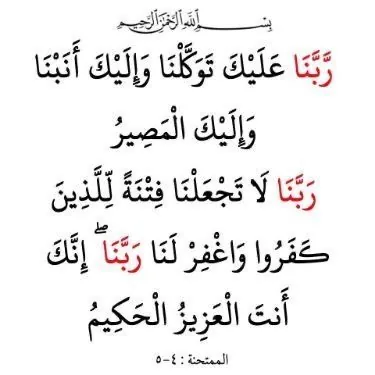 بِسْمِ اللَّهِ الرَّحْمَٰنِ الرَّحِيمِ
رَّبَّنَا عَلَيْكَ تَوَكَّلْنَا وَإِلَيْكَ أَنَبْنَا
وَإِلَيْكَ الْمَصِيرُ
رَبَّنَا لَا تَجْعَلْنَا فِتْنَةً لِّلَّذِينَ
كَفَرُوا وَاغْفِرْ لَنَا رَبَّنَا ۖ إِنَّكَ
أَنتَ الْعَزِيزُ الْحَكِيمُ
الممتحنة : ٤-٥